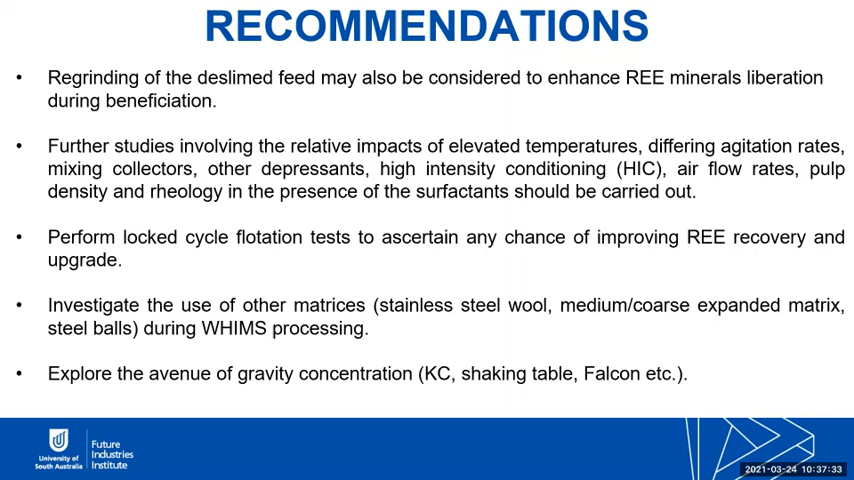 RECOMMENDATIONS
• Regrinding of the deslimed feed may also be considered to enhance REE minerals liberation
during beneficiation.
• Further studies involving the relative impacts of elevated temperatures, differing agitation rates,
mixing collectors, other depressants, high intensity conditioning (HIC), air flow rates, pulp
density and rheology in the presence of the surfactants should be carried out.
• Perform locked cycle flotation tests to ascertain any chance of improving REE recovery and
upgrade.
• Investigate the use of other matrices (stainless steel wool, medium/coarse expanded matrix,
steel balls) during WHIMS processing.
• Explore the avenue of gravity concentration (KC, shaking table, Falcon etc.).
University of
South Australia
Future
Industries
Institute
2021-03-24 10:37:33